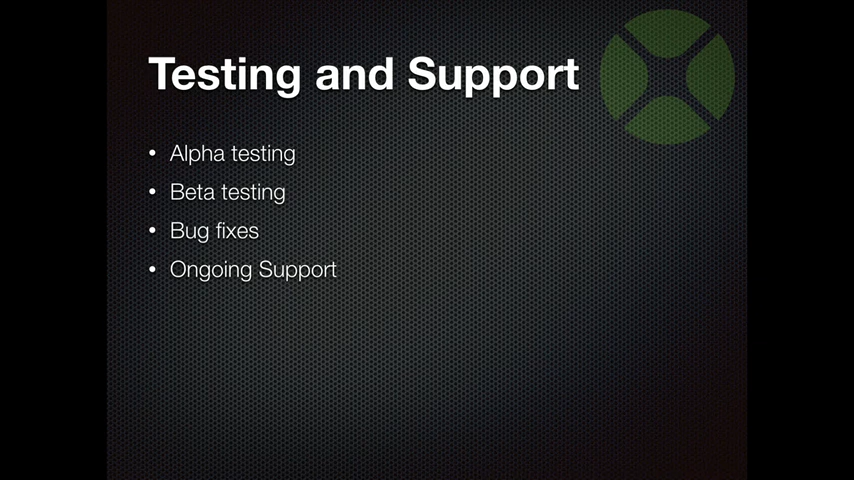 Testing and Support
• Alpha testing
• Beta testing
• Bug fixes
• Ongoing Support